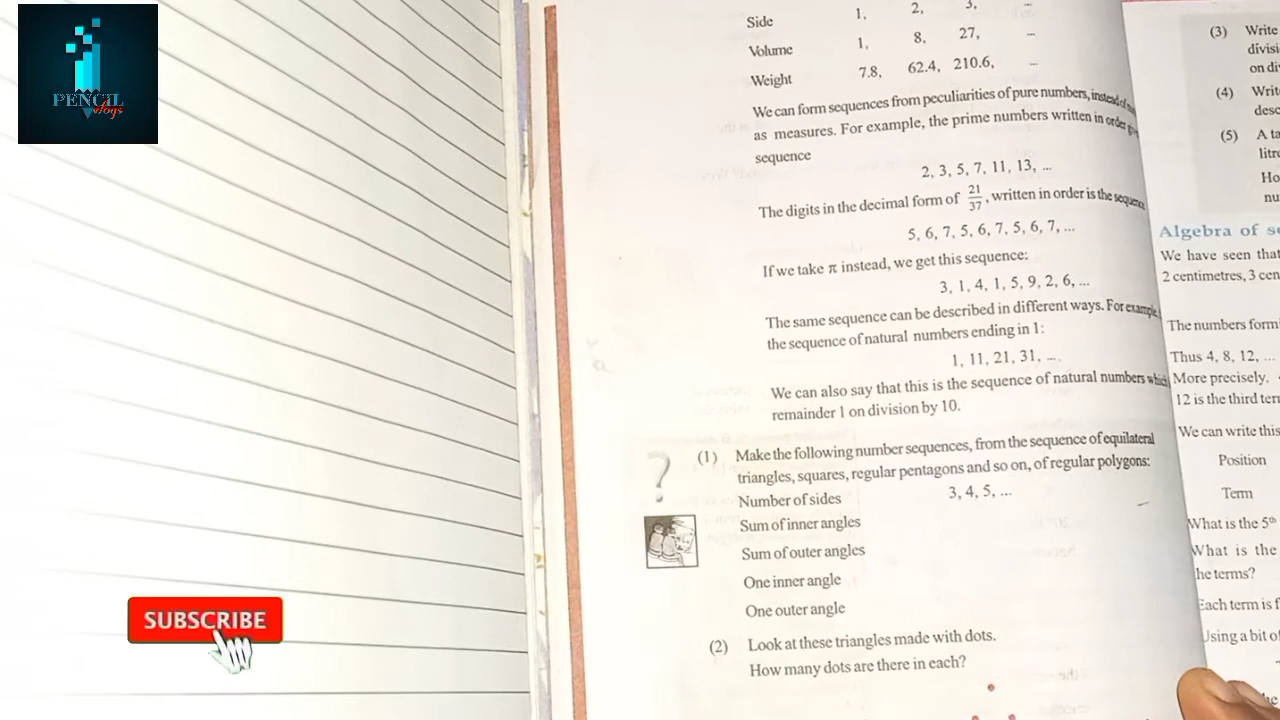 PENCIL
vlogs
Side 1, 2, 3, ...
Volume 1, 8, 27, ...
Weight 7.8, 62.4, 210.6, ...
We can form sequences from peculiarities of pure numbers, instead of
as measures. For example, the prime numbers written in order
sequence
2, 3, 5, 7, 11, 13, ...
The digits in the decimal form of 21/37, written in order is the sequence
5, 6, 7, 5, 6, 7, 5, 6, 7, ...
If we take π instead, we get this sequence:
3, 1, 4, 1, 5, 9, 2, 6, ...
The same sequence can be described in different ways. For example,
the sequence of natural numbers ending in 1:
1, 11, 21, 31, ...
We can also say that this is the sequence of natural numbers which
remainder 1 on division by 10.
(1) Make the following number sequences, from the sequence of equilateral
triangles, squares, regular pentagons and so on, of regular polygons:
Number of sides 3, 4, 5, ...
Sum of inner angles
Sum of outer angles
One inner angle
One outer angle
(2) Look at these triangles made with dots.
How many dots are there in each?
(3) Write
divisi
on di
(4) Writ
desc
(5) A ta
litre
Ho
nu
Algebra of se
We have seen that
2 centimetres, 3 cen
The numbers formi
Thus 4, 8, 12, ...
More precisely,
12 is the third term
We can write this
Position
Term
What is the 5th
What is the
he terms?
Each term is f
Using a bit of
SUBSCRIBE